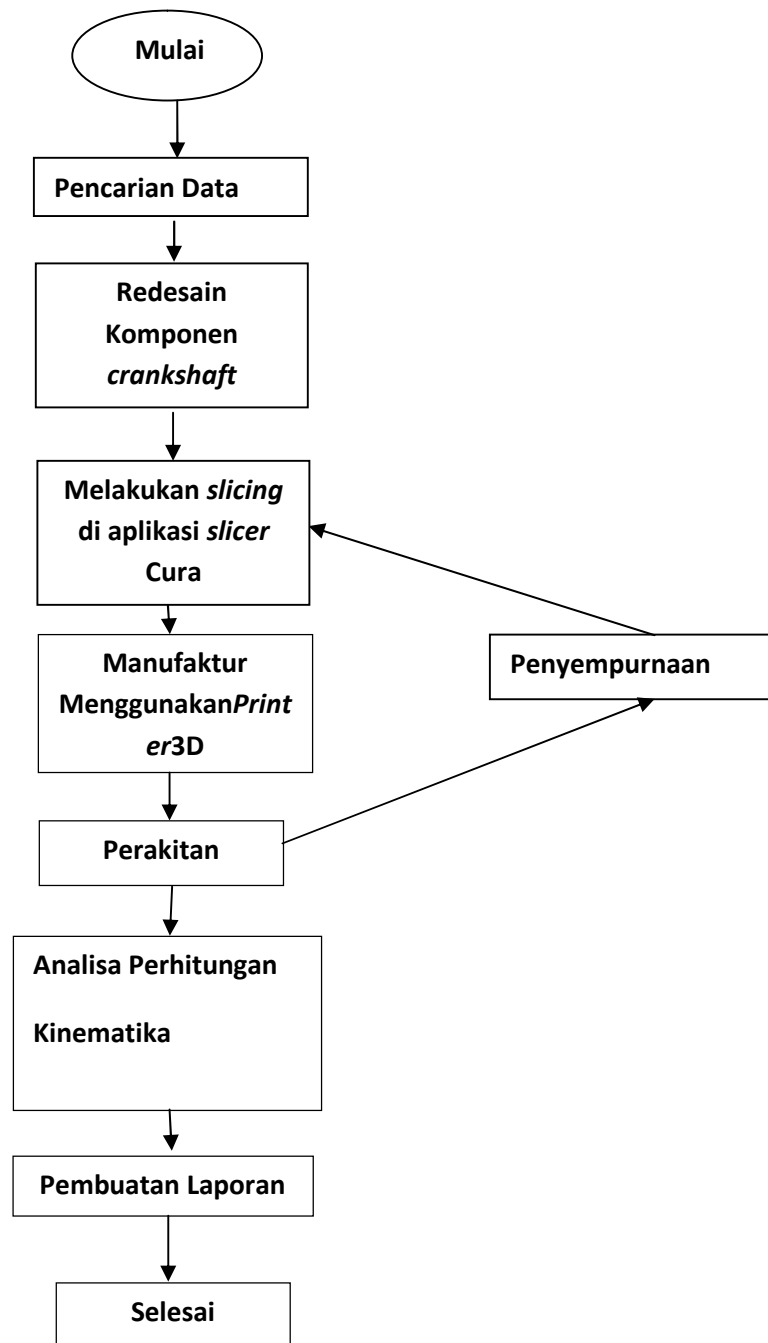 Mulai
Pencarian Data
Redesain
Komponen
crankshaft
Melakukan slicing
di aplikasi slicer
Cura
Manufaktur
MenggunakanPrint
er3D
Penyempurnaan
Perakitan
Analisa Perhitungan
Kinematika
Pembuatan Laporan
Selesai